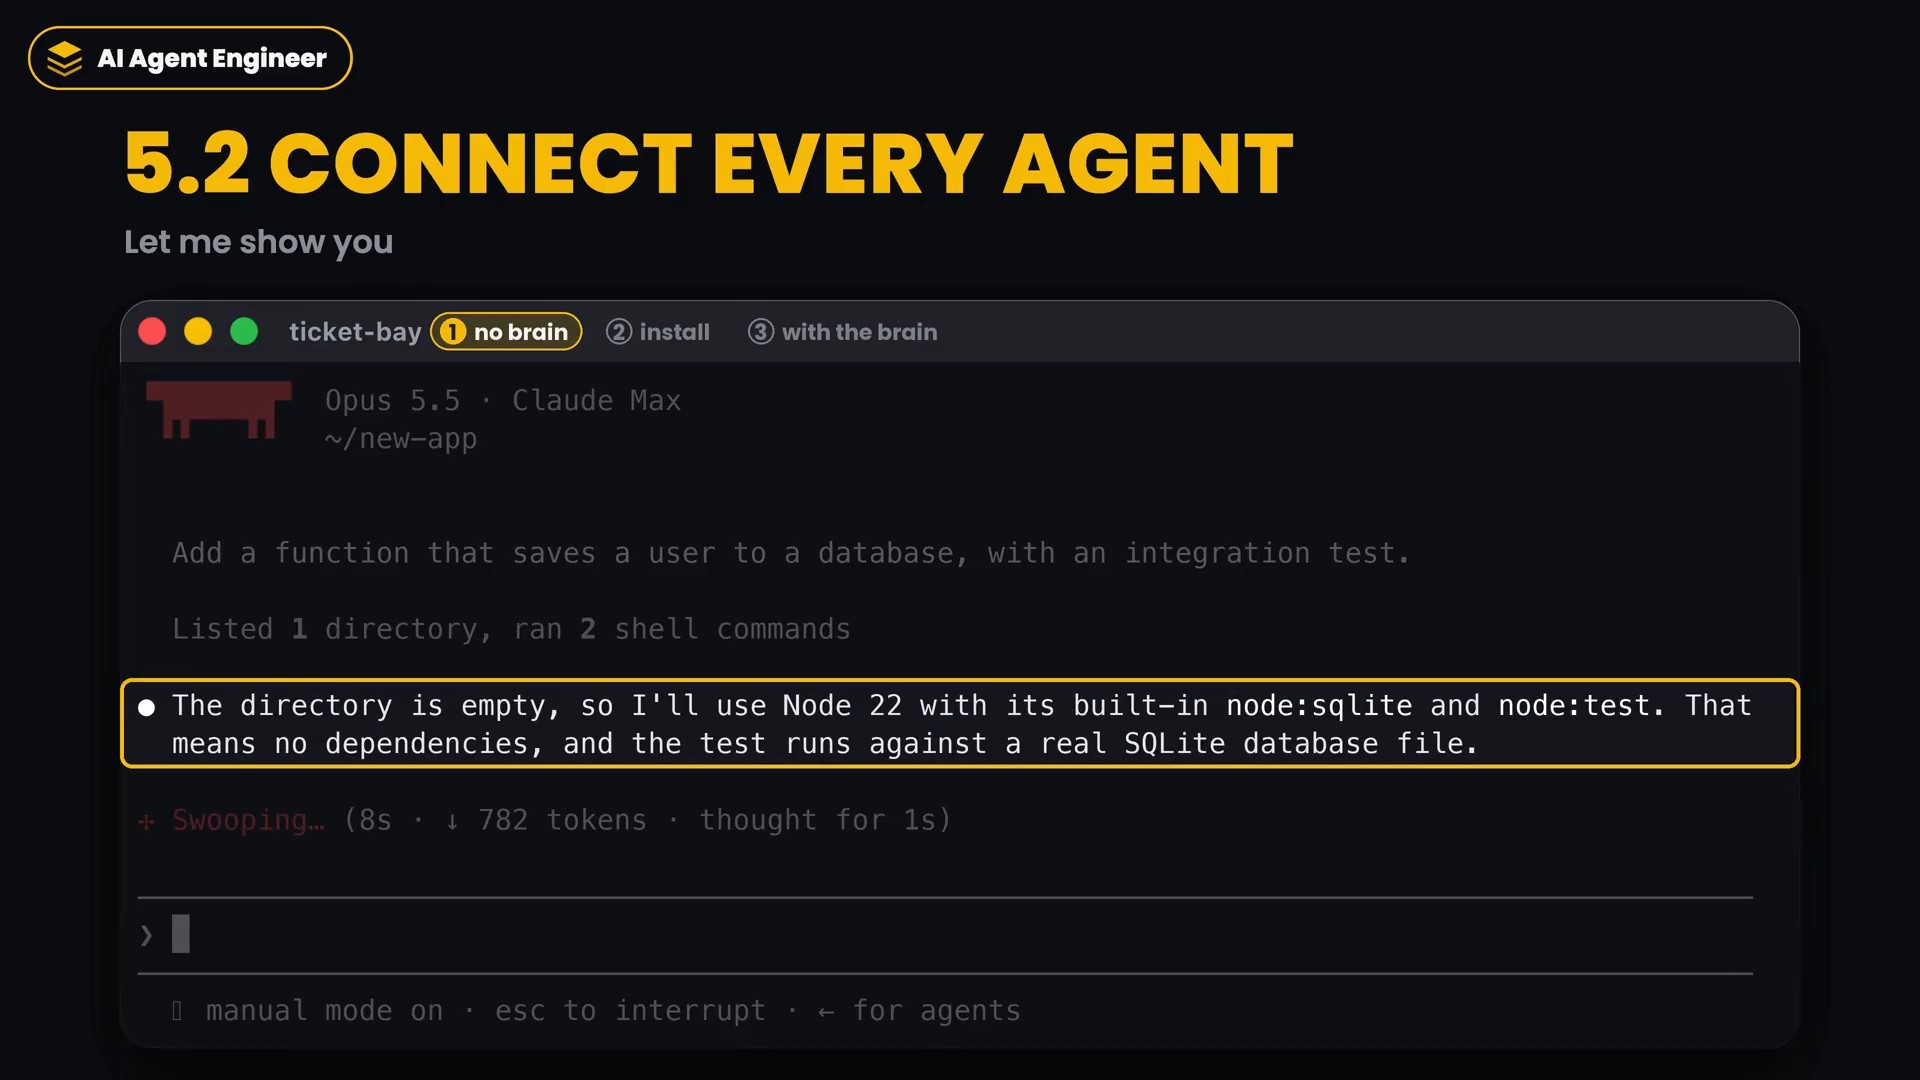 AI Agent Engineer
5.2 CONNECT EVERY AGENT
Let me show you
ticket-bay 1 no brain 2 install 3 with the brain
Opus 5.5 · Claude Max
~/new-app
Add a function that saves a user to a database, with an integration test.
Listed 1 directory, ran 2 shell commands
● The directory is empty, so I'll use Node 22 with its built-in node:sqlite and node:test. That
means no dependencies, and the test runs against a real SQLite database file.
✢ Swooping… (8s · ↓ 782 tokens · thought for 1s)
❯
manual mode on · esc to interrupt · ← for agents